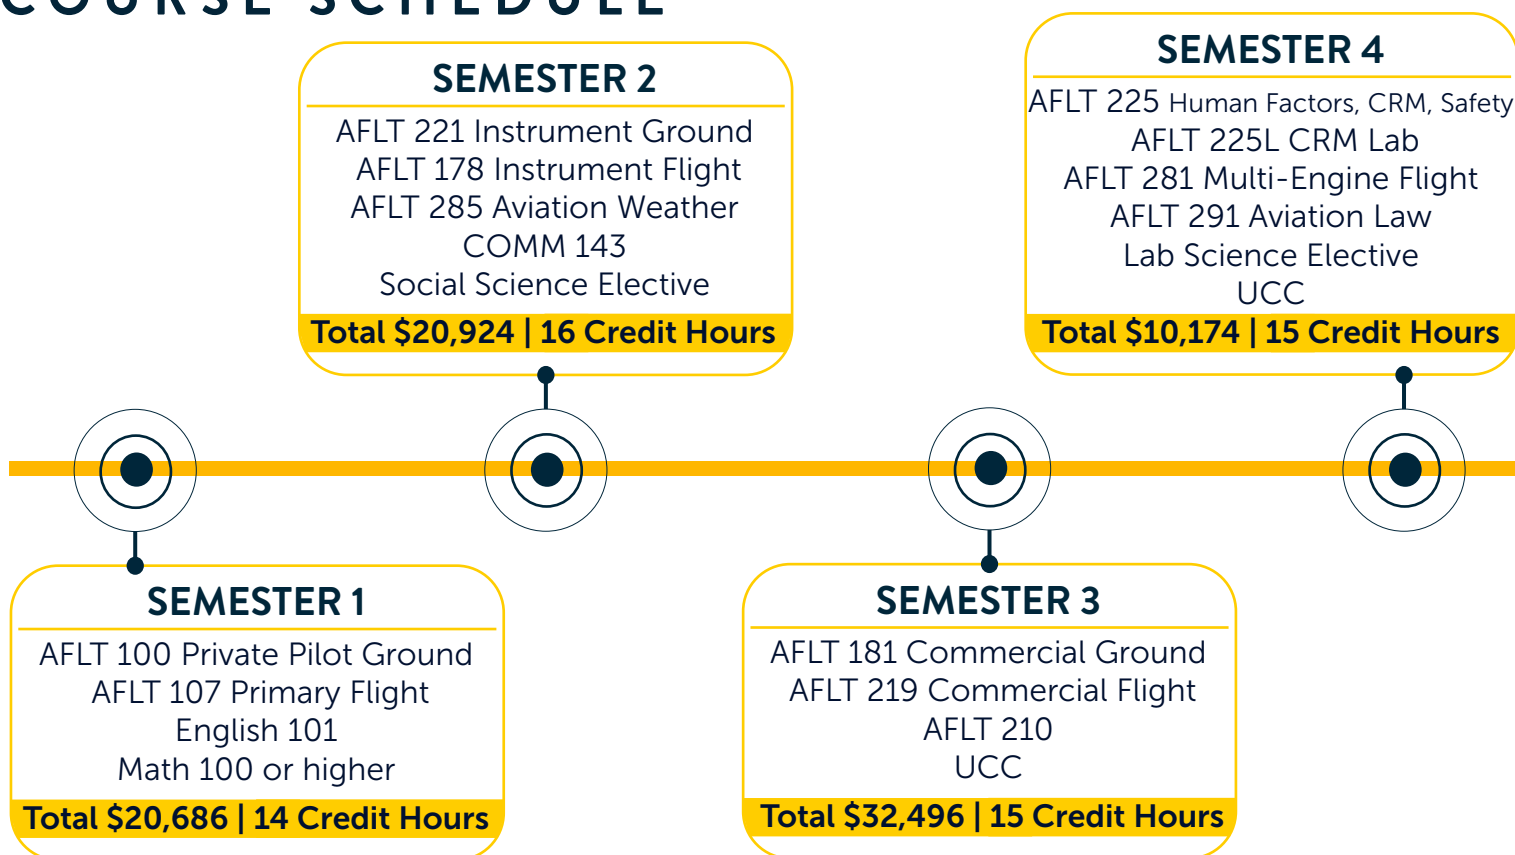 COURSE SCHEDULE
SEMESTER 2
AFLT 221 Instrument Ground
AFLT 178 Instrument Flight
AFLT 285 Aviation Weather
COMM 143
Social Science Elective
Total $20,924 | 16 Credit Hours
SEMESTER 4
AFLT 225 Human Factors, CRM, Safety
AFLT 225L CRM Lab
AFLT 281 Multi-Engine Flight
AFLT 291 Aviation Law
Lab Science Elective
UCC
Total $10,174 | 15 Credit Hours
SEMESTER 1
AFLT 100 Private Pilot Ground
AFLT 107 Primary Flight
English 101
Math 100 or higher
Total $20,686 | 14 Credit Hours
SEMESTER 3
AFLT 181 Commercial Ground
AFLT 219 Commercial Flight
AFLT 210
UCC
Total $32,496 | 15 Credit Hours